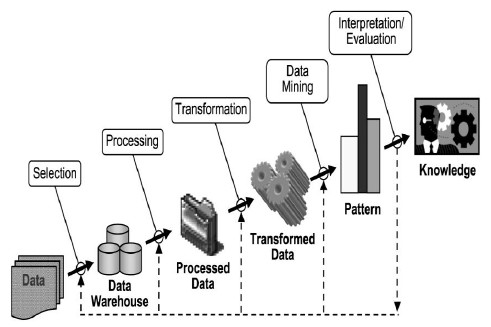 Interpretation/
Evaluation
Data
Mining
Transformation
Processing
Selection
Knowledge
Pattern
Transformed
Data
Processed
Data
Data
Warehouse
Data